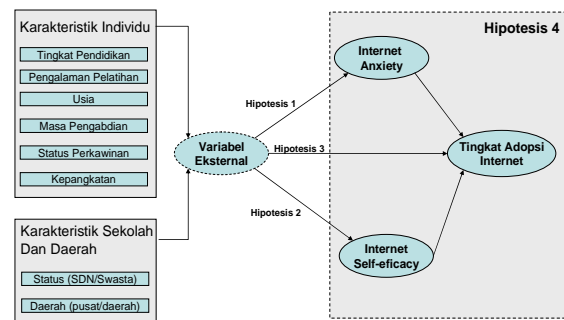 Karakteristik Individu
Tingkat Pendidikan
Pengalaman Pelatihan
Usia
Masa Pengabdian
Status Perkawinan
Kepangkatan
Karakteristik Sekolah
Dan Daerah
Status (SDN/Swasta)
Daerah (pusat/daerah)
Variabel
Eksternal
Hipotesis 1
Hipotesis 3
Hipotesis 2
Hipotesis 4
Internet
Anxiety
Tingkat Adopsi
Internet
Internet
Self-eficacy